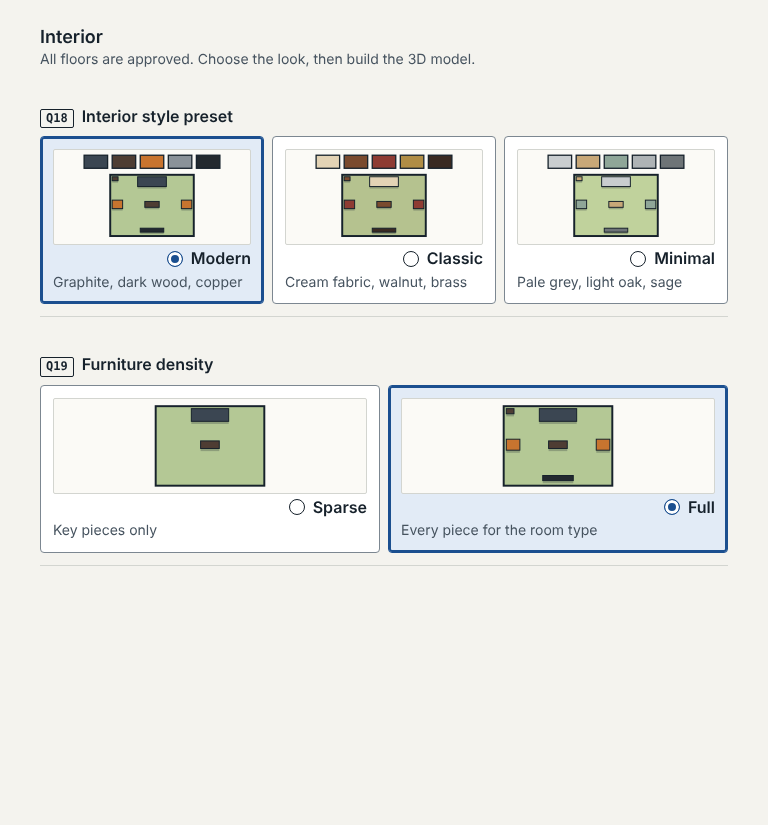 Interior
All floors are approved. Choose the look, then build the 3D model.
Q18 Interior style preset
Modern
Graphite, dark wood, copper
Classic
Cream fabric, walnut, brass
Minimal
Pale grey, light oak, sage
Q19 Furniture density
Sparse
Key pieces only
Full
Every piece for the room type